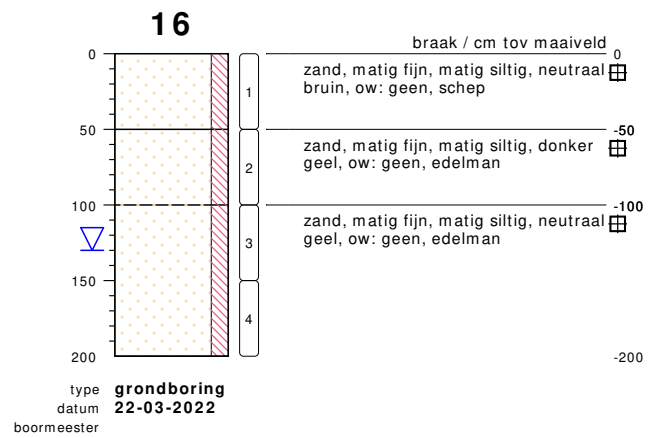 16
braak / cm tov maaiveld
0
0
zand, matig fijn, matig siltig, neutraal
bruin, ow: geen, schep
1
50
-50
zand, matig fijn, matig siltig, donker
geel, ow: geen, edelman
2
100
-100
zand, matig fijn, matig siltig, neutraal
geel, ow: geen, edelman
3
150
4
200
-200
type grondboring
datum 22-03-2022
boormeester